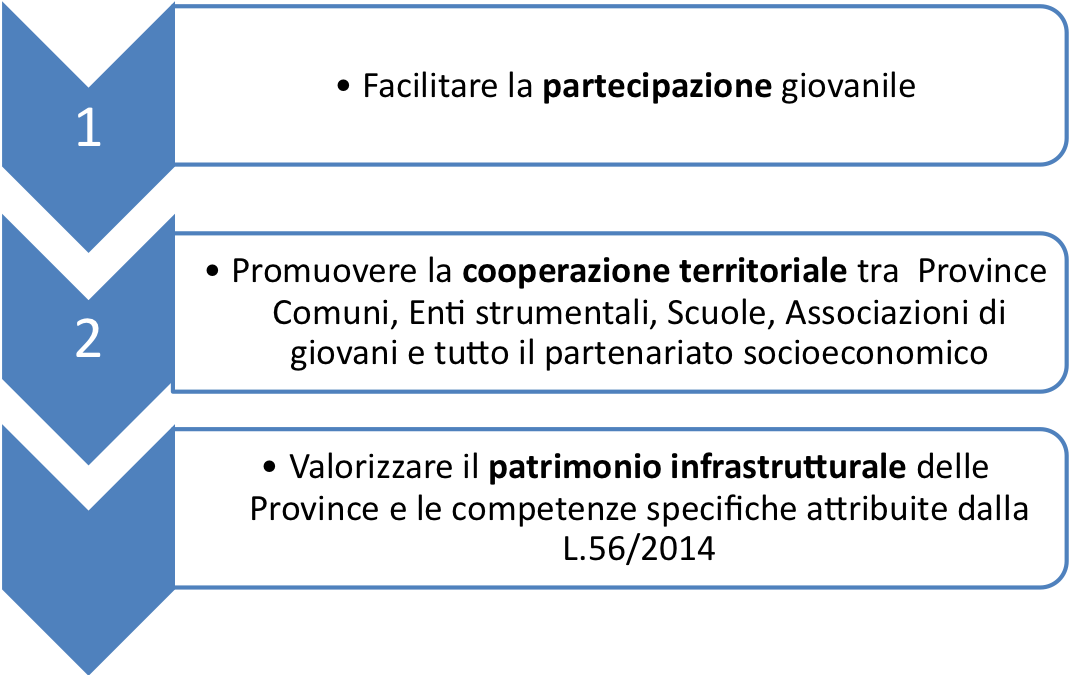 1
• Facilitare la partecipazione giovanile
2
• Promuovere la cooperazione territoriale tra  Province
Comuni, Enti strumentali, Scuole, Associazioni di
giovani e tutto il partenariato socioeconomico
• Valorizzare il patrimonio infrastrutturale delle
Province e le competenze specifiche attribuite dalla
L.56/2014